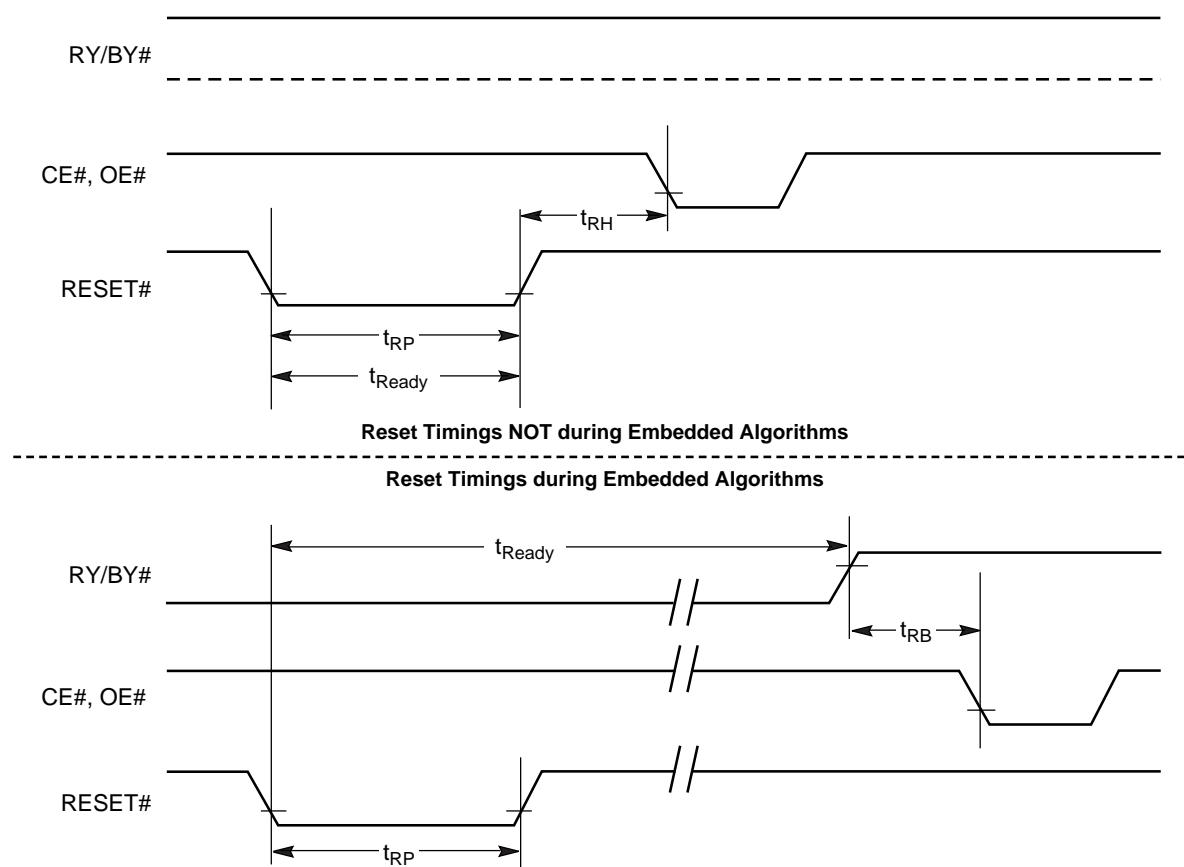 RY/BY#
CE#, OE#
tRH
RESET#
tRP
tReady
Reset Timings NOT during Embedded Algorithms
Reset Timings during Embedded Algorithms
tReady
RY/BY#
tRB
CE#, OE#
RESET#
tRP